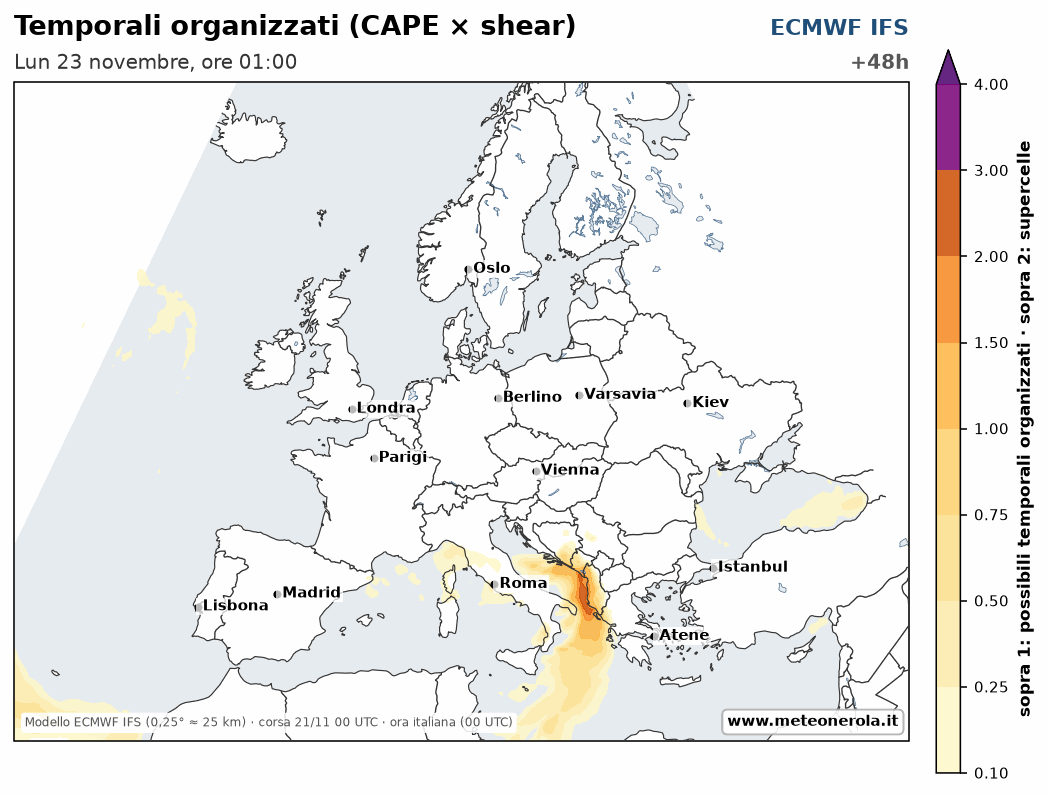 Temporali organizzati (CAPE × shear)
ECMWF IFS
Lun 23 novembre, ore 01:00
+48h
Oslo
Berlino
Varsavia
Kiev
Londra
Parigi
Vienna
Istanbul
Roma
Madrid
Lisbona
Atene
Modello ECMWF IFS (0,25° ≈ 25 km) · corsa 21/11 00 UTC · ora italiana (00 UTC)
www.meteonerola.it
4.00
3.00
2.00
1.50
1.00
0.75
0.50
0.25
0.10
sopra 1: possibili temporali organizzati · sopra 2: supercelle